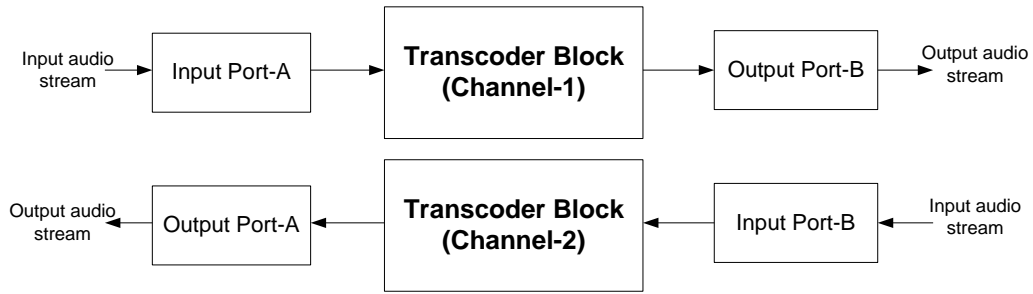 Input audio
stream
Input Port-A
Transcoder Block
(Channel-1)
Output Port-B
Output audio
stream
Output audio
stream
Output Port-A
Transcoder Block
(Channel-2)
Input Port-B
Input audio
stream